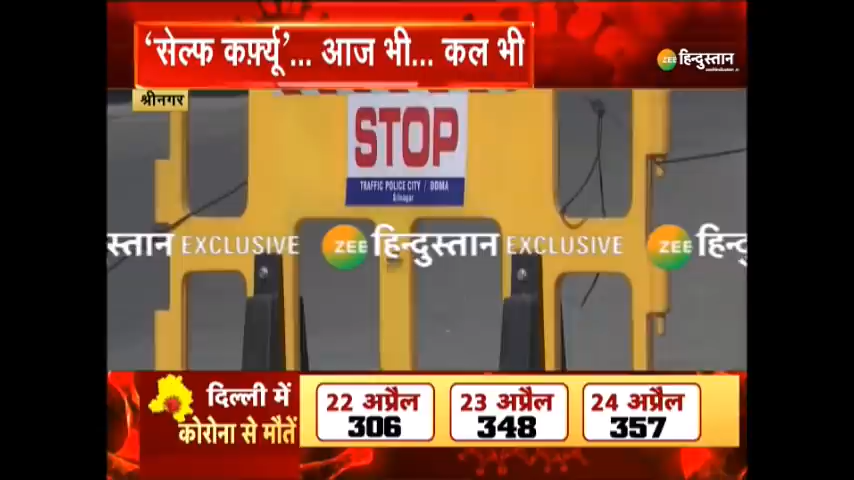 ‘सेल्फ कर्फ़्यू’... आज भी... कल भी
ZEE हिन्दुस्तान
श्रीनगर
STOP
TRAFFIC POLICE CITY / DDMA
Srinagar
स्तान EXCLUSIVE ZEE हिन्दुस्तान EXCLUSIVE ZEE हिन्दु
दिल्ली में
कोरोना से मौतें
22 अप्रैल
306
23 अप्रैल
348
24 अप्रैल
357